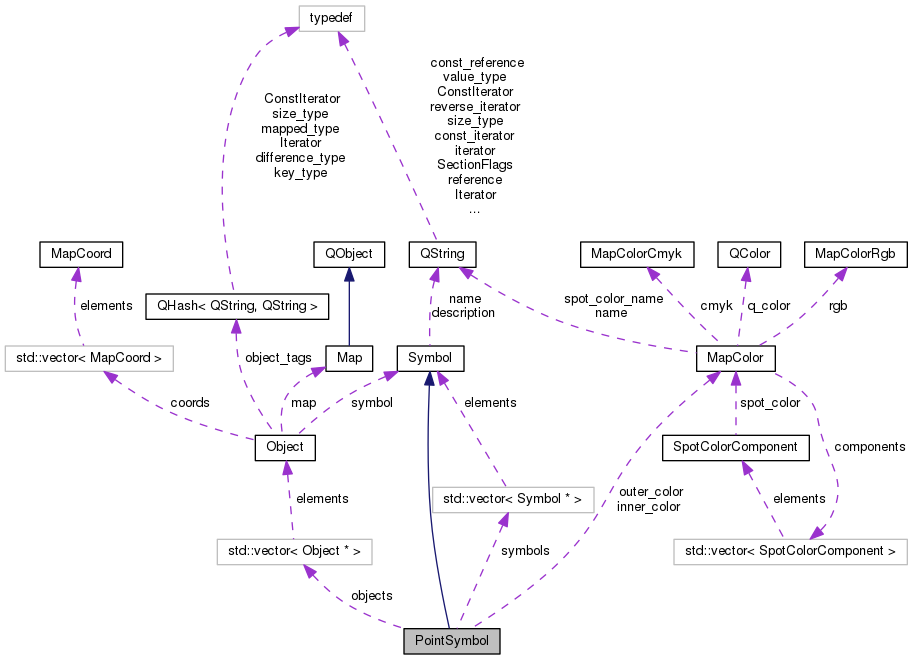 typedef
const_reference
value_type
ConstIterator
reverse_iterator
size_type
const_iterator
iterator
SectionFlags
reference
Iterator
...
ConstIterator
size_type
mapped_type
Iterator
difference_type
key_type
MapCoord
QObject
QString
MapColorCmyk
QColor
MapColorRgb
elements
QHash< QString, QString >
name
description
spot_color_name
name
cmyk
q_color
rgb
std::vector< MapCoord >
object_tags
Map
Symbol
MapColor
coords
map
symbol
elements
spot_color
Object
SpotColorComponent
components
elements
std::vector< Symbol * >
outer_color
inner_color
elements
std::vector< Object * >
symbols
std::vector< SpotColorComponent >
objects
PointSymbol